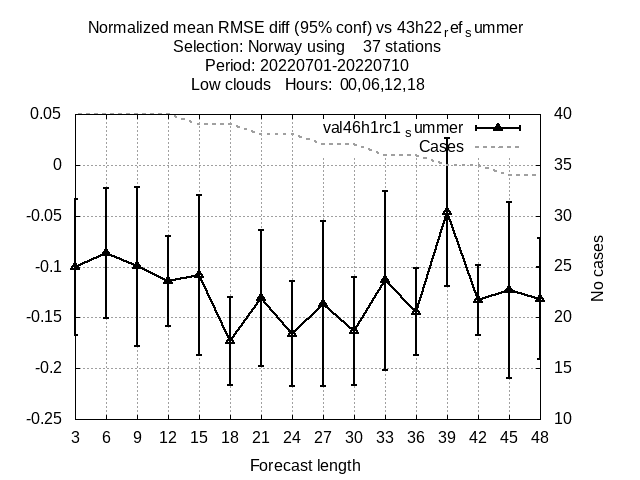 Normalized mean RMSE diff (95% conf) vs 43h22refsummer
Selection: Norway using 37 stations
Period: 20220701-20220710
Low clouds Hours: 00,06,12,18
val46h1rc1summer
Cases
0.05
0
-0.05
-0.1
-0.15
-0.2
-0.25
40
35
30
25
20
15
10
No cases
3 6 9 12 15 18 21 24 27 30 33 36 39 42 45 48
Forecast length